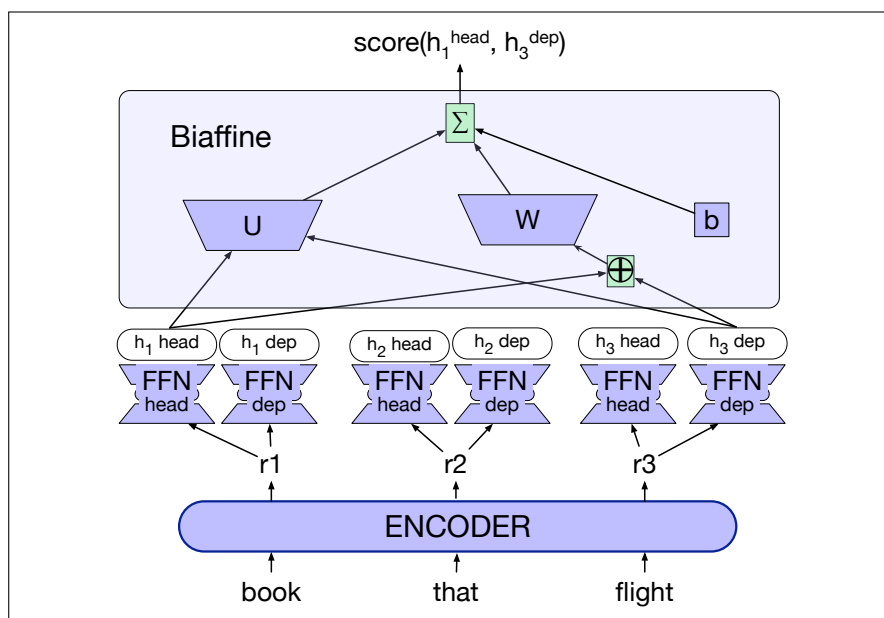 score(h₁ʰᵉᵃᵈ, h₃ᵈᵉᵖ)
Σ
Biaffine
U
W
b
⊕
h₁ head
h₁ dep
h₂ head
h₂ dep
h₃ head
h₃ dep
FFN
head
FFN
dep
FFN
head
FFN
dep
FFN
head
FFN
dep
r1
r2
r3
ENCODER
book
that
flight